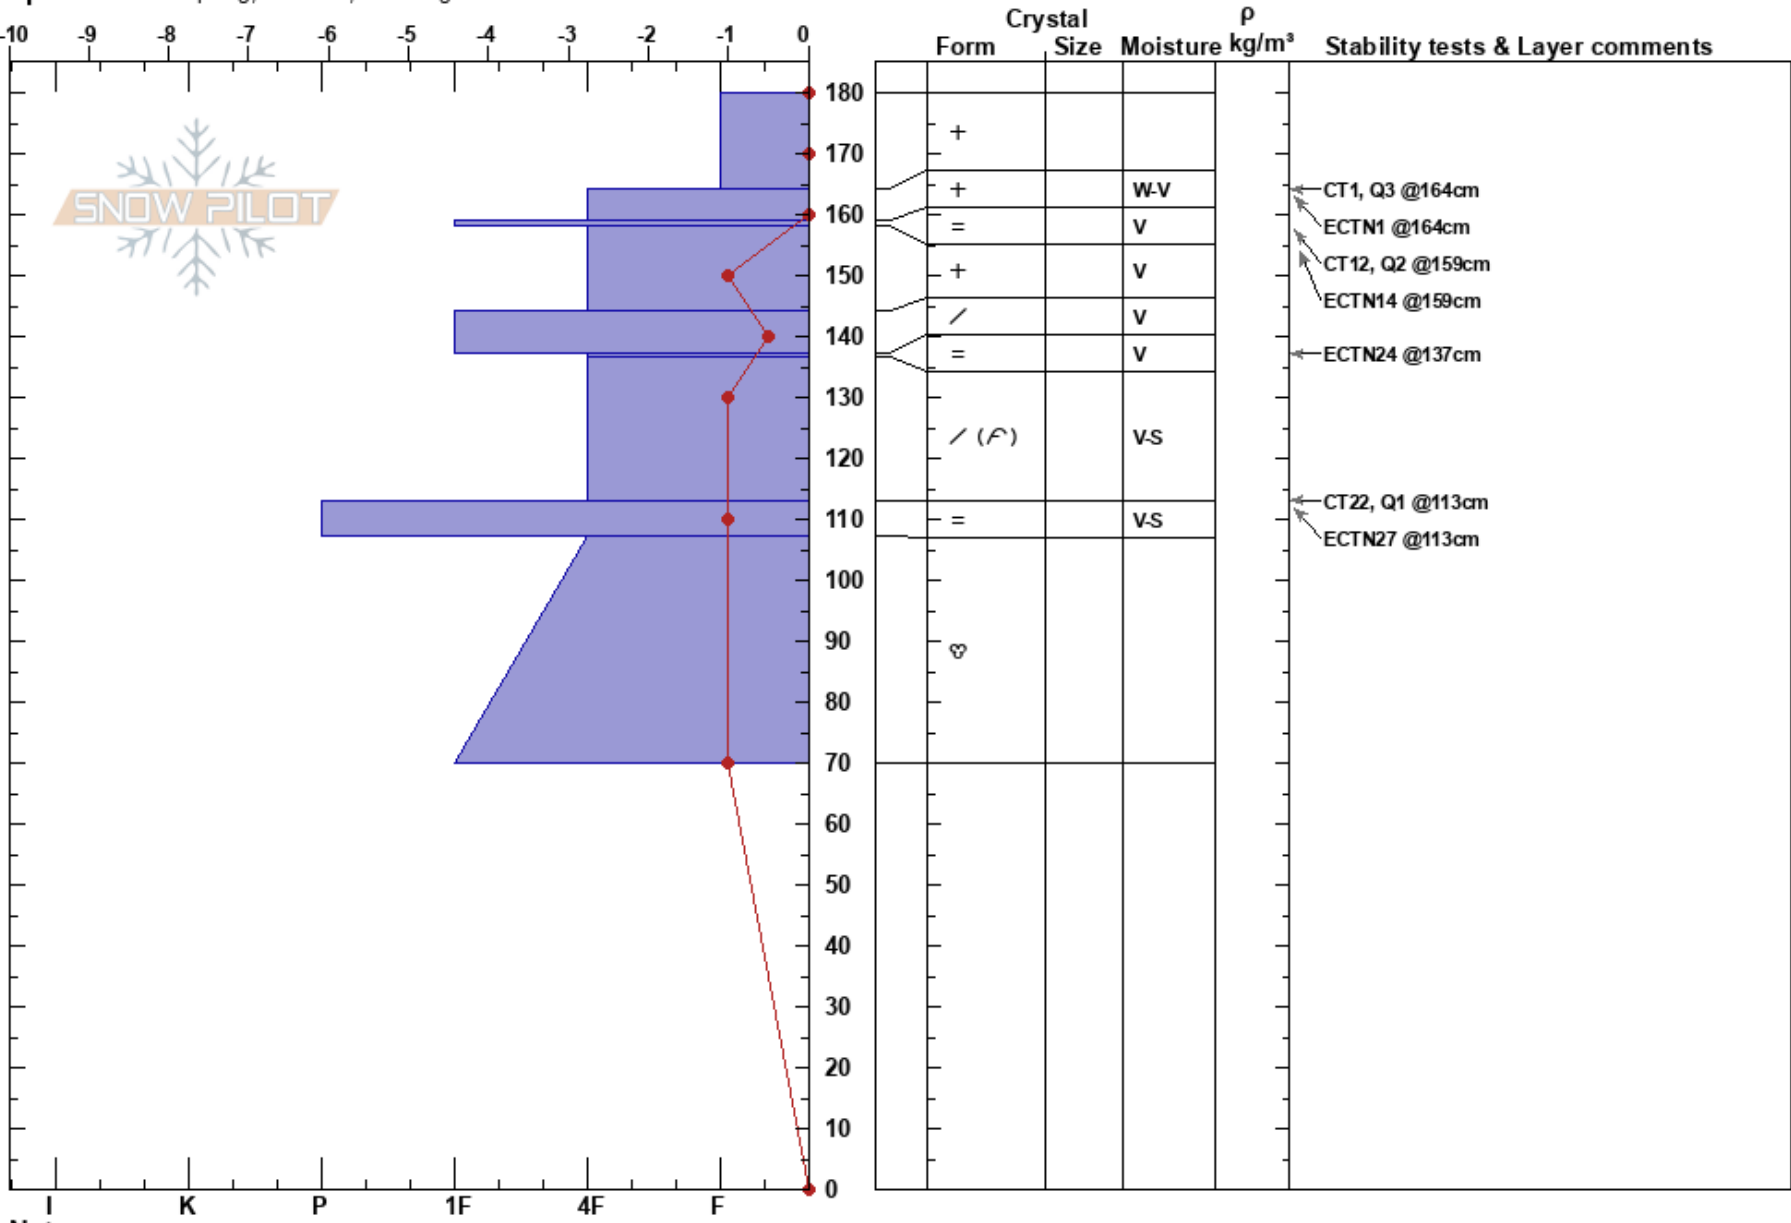 Crystal ρ
-10 -9 -8 -7 -6 -5 -4 -3 -2 -1 0 Form Size Moisture kg/m³ Stability tests & Layer comments
180
+
170
SNOW PILOT
+ W-V CT1, Q3 @164cm
160
= V ECTN1 @164cm
CT12, Q2 @159cm
150 + V
ECTN14 @159cm
/ V
140
= V ECTN24 @137cm
130
/ V-S
120
CT22, Q1 @113cm
110 = V-S
ECTN27 @113cm
100
90
80
70
60
50
40
30
20
10
0
I K P 1F 4F F